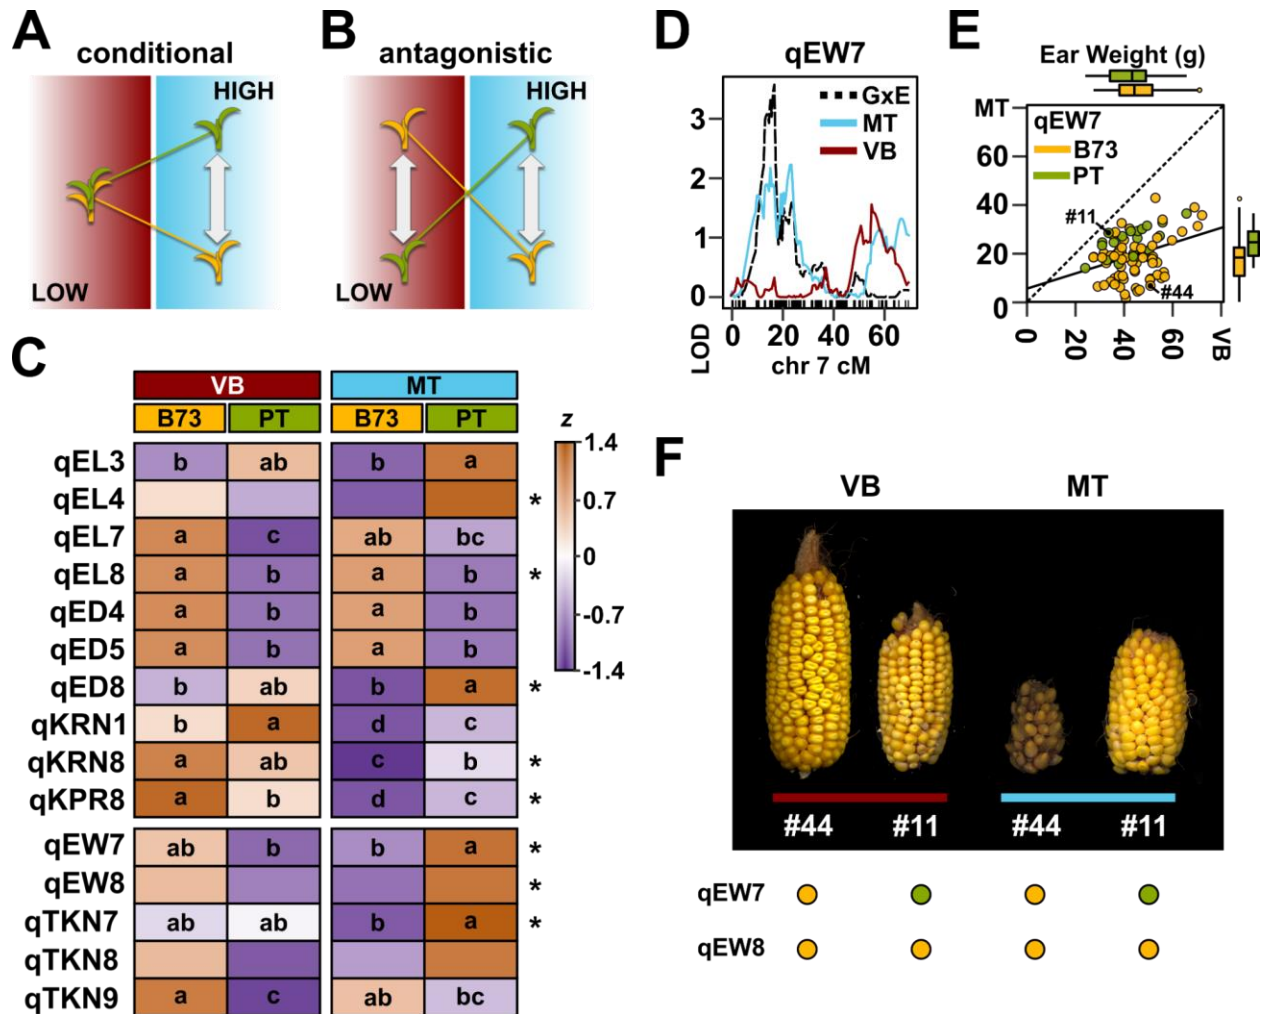 A
conditional
HIGH
LOW
B
antagonistic
HIGH
LOW
C
VB MT
B73 PT B73 PT
z
1.4
0.7
0
-0.7
-1.4
qEL3 b ab b a
qEL4 *
qEL7 a c ab bc
qEL8 a b a b *
qED4 a b a b
qED5 a b a b
qED8 b ab b a *
qKRN1 b a d c
qKRN8 a ab c b *
qKPR8 a b d c *
qEW7 ab b b a *
qEW8 *
qTKN7 ab ab b a *
qTKN8
qTKN9 a c ab bc
D
qEW7
GxE
MT
VB
3
2
1
0
LOD
0 20 40 60
chr 7 cM
E
Ear Weight (g)
MT
60
40
20
0
qEW7
B73
PT
#11
#44
0 20 40 60 VB
F
VB MT
#44 #11 #44 #11
qEW7
qEW8